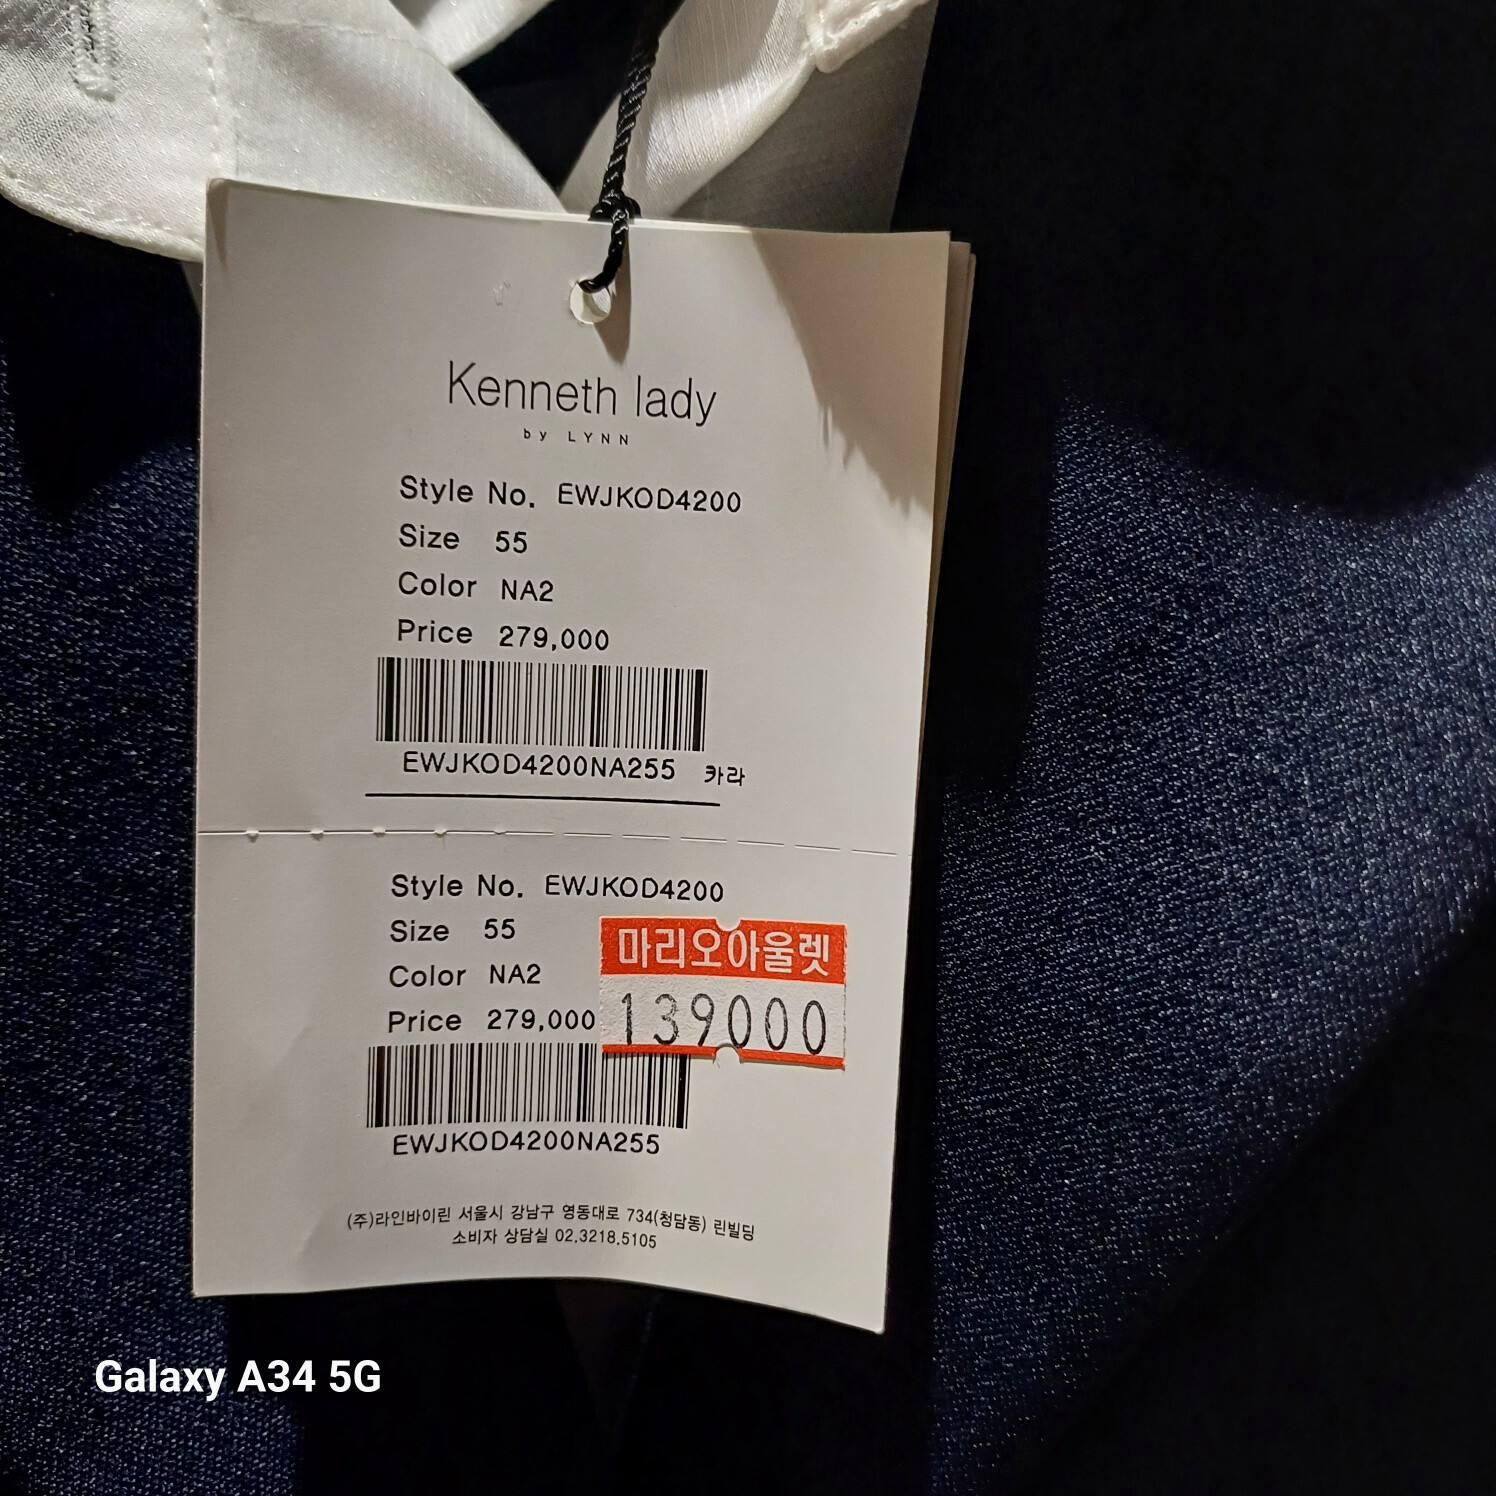 Kenneth lady
by LYNN
Style No. EWJKOD4200
Size 55
Color NA2
Price 279,000
EWJKOD4200NA255 카라
Style No. EWJKOD4200
Size 55
Color NA2
마리오아울렛
Price 279,000
139000
EWJKOD4200NA255
(주)라인바이린 서울시 강남구 영동대로 734(청담동) 린빌딩
소비자 상담실 02.3218.5105
Galaxy A34 5G